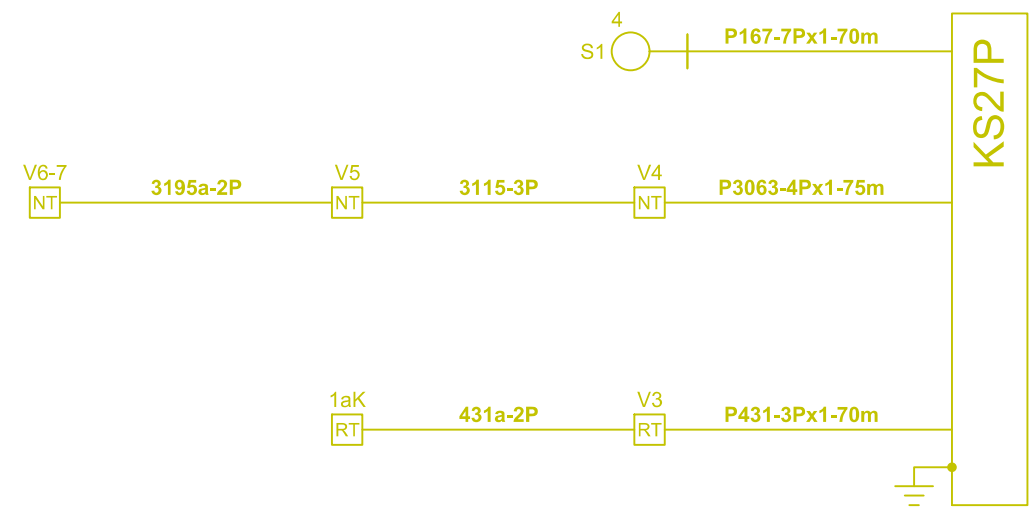 4
S1
P167-7Px1-70m
KS27P
V6-7
3195a-2P
V5
3115-3P
V4
P3063-4Px1-75m
NT
NT
NT
1aK
431a-2P
V3
P431-3Px1-70m
RT
RT